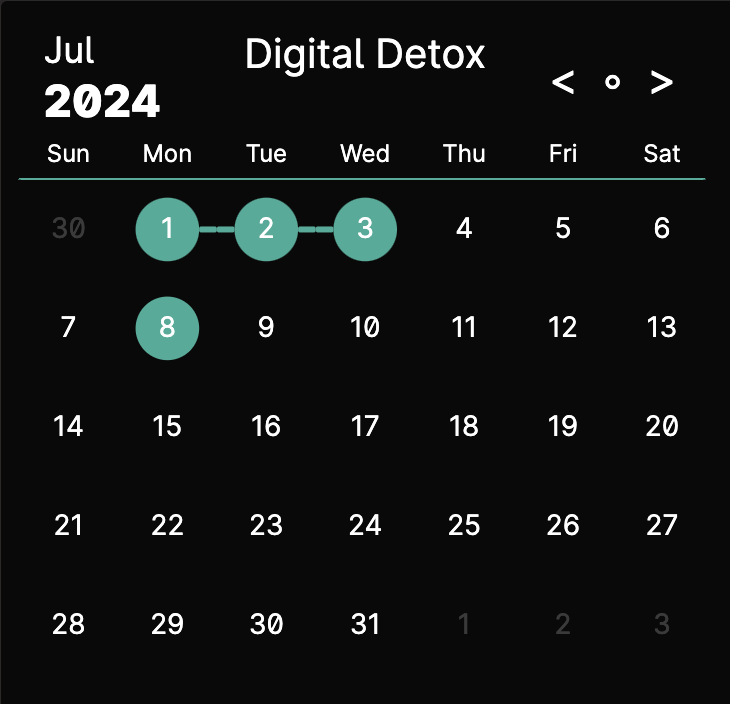 Jul
Digital Detox
2024
< >
Sun Mon Tue Wed Thu Fri Sat
30 1 2 3 4 5 6
7 8 9 10 11 12 13
14 15 16 17 18 19 20
21 22 23 24 25 26 27
28 29 30 31 1 2 3